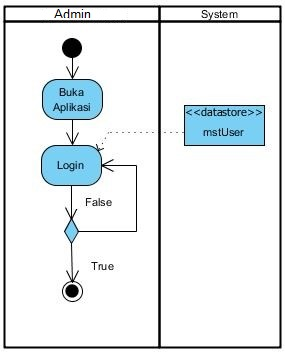 Admin
System
Buka
Aplikasi
<<datastore>>
mstUser
Login
False
True